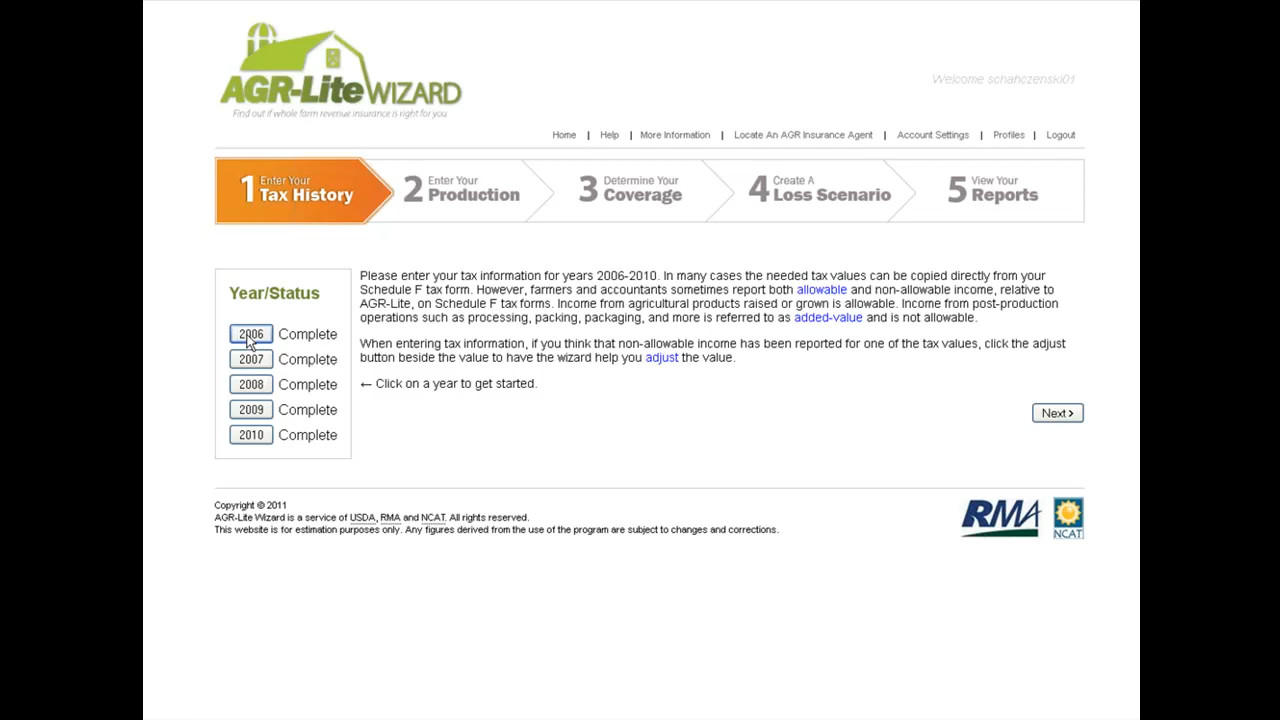 AGR-Lite WIZARD
Find out if whole farm revenue insurance is right for you
Welcome schahczenski01
Home | Help | More Information | Locate An AGR Insurance Agent | Account Settings | Profiles | Logout
1 Enter Your Tax History
2 Enter Your Production
3 Determine Your Coverage
4 Create A Loss Scenario
5 View Your Reports
Year/Status
2006 Complete
2007 Complete
2008 Complete
2009 Complete
2010 Complete
Please enter your tax information for years 2006-2010. In many cases the needed tax values can be copied directly from your
Schedule F tax form. However, farmers and accountants sometimes report both allowable and non-allowable income, relative to
AGR-Lite, on Schedule F tax forms. Income from agricultural products raised or grown is allowable. Income from post-production
operations such as processing, packing, packaging, and more is referred to as added-value and is not allowable.
When entering tax information, if you think that non-allowable income has been reported for one of the tax values, click the adjust
button beside the value to have the wizard help you adjust the value.
← Click on a year to get started.
Next >
Copyright © 2011
AGR-Lite Wizard is a service of USDA, RMA and NCAT. All rights reserved.
This website is for estimation purposes only. Any figures derived from the use of the program are subject to changes and corrections.
RMA
NCAT